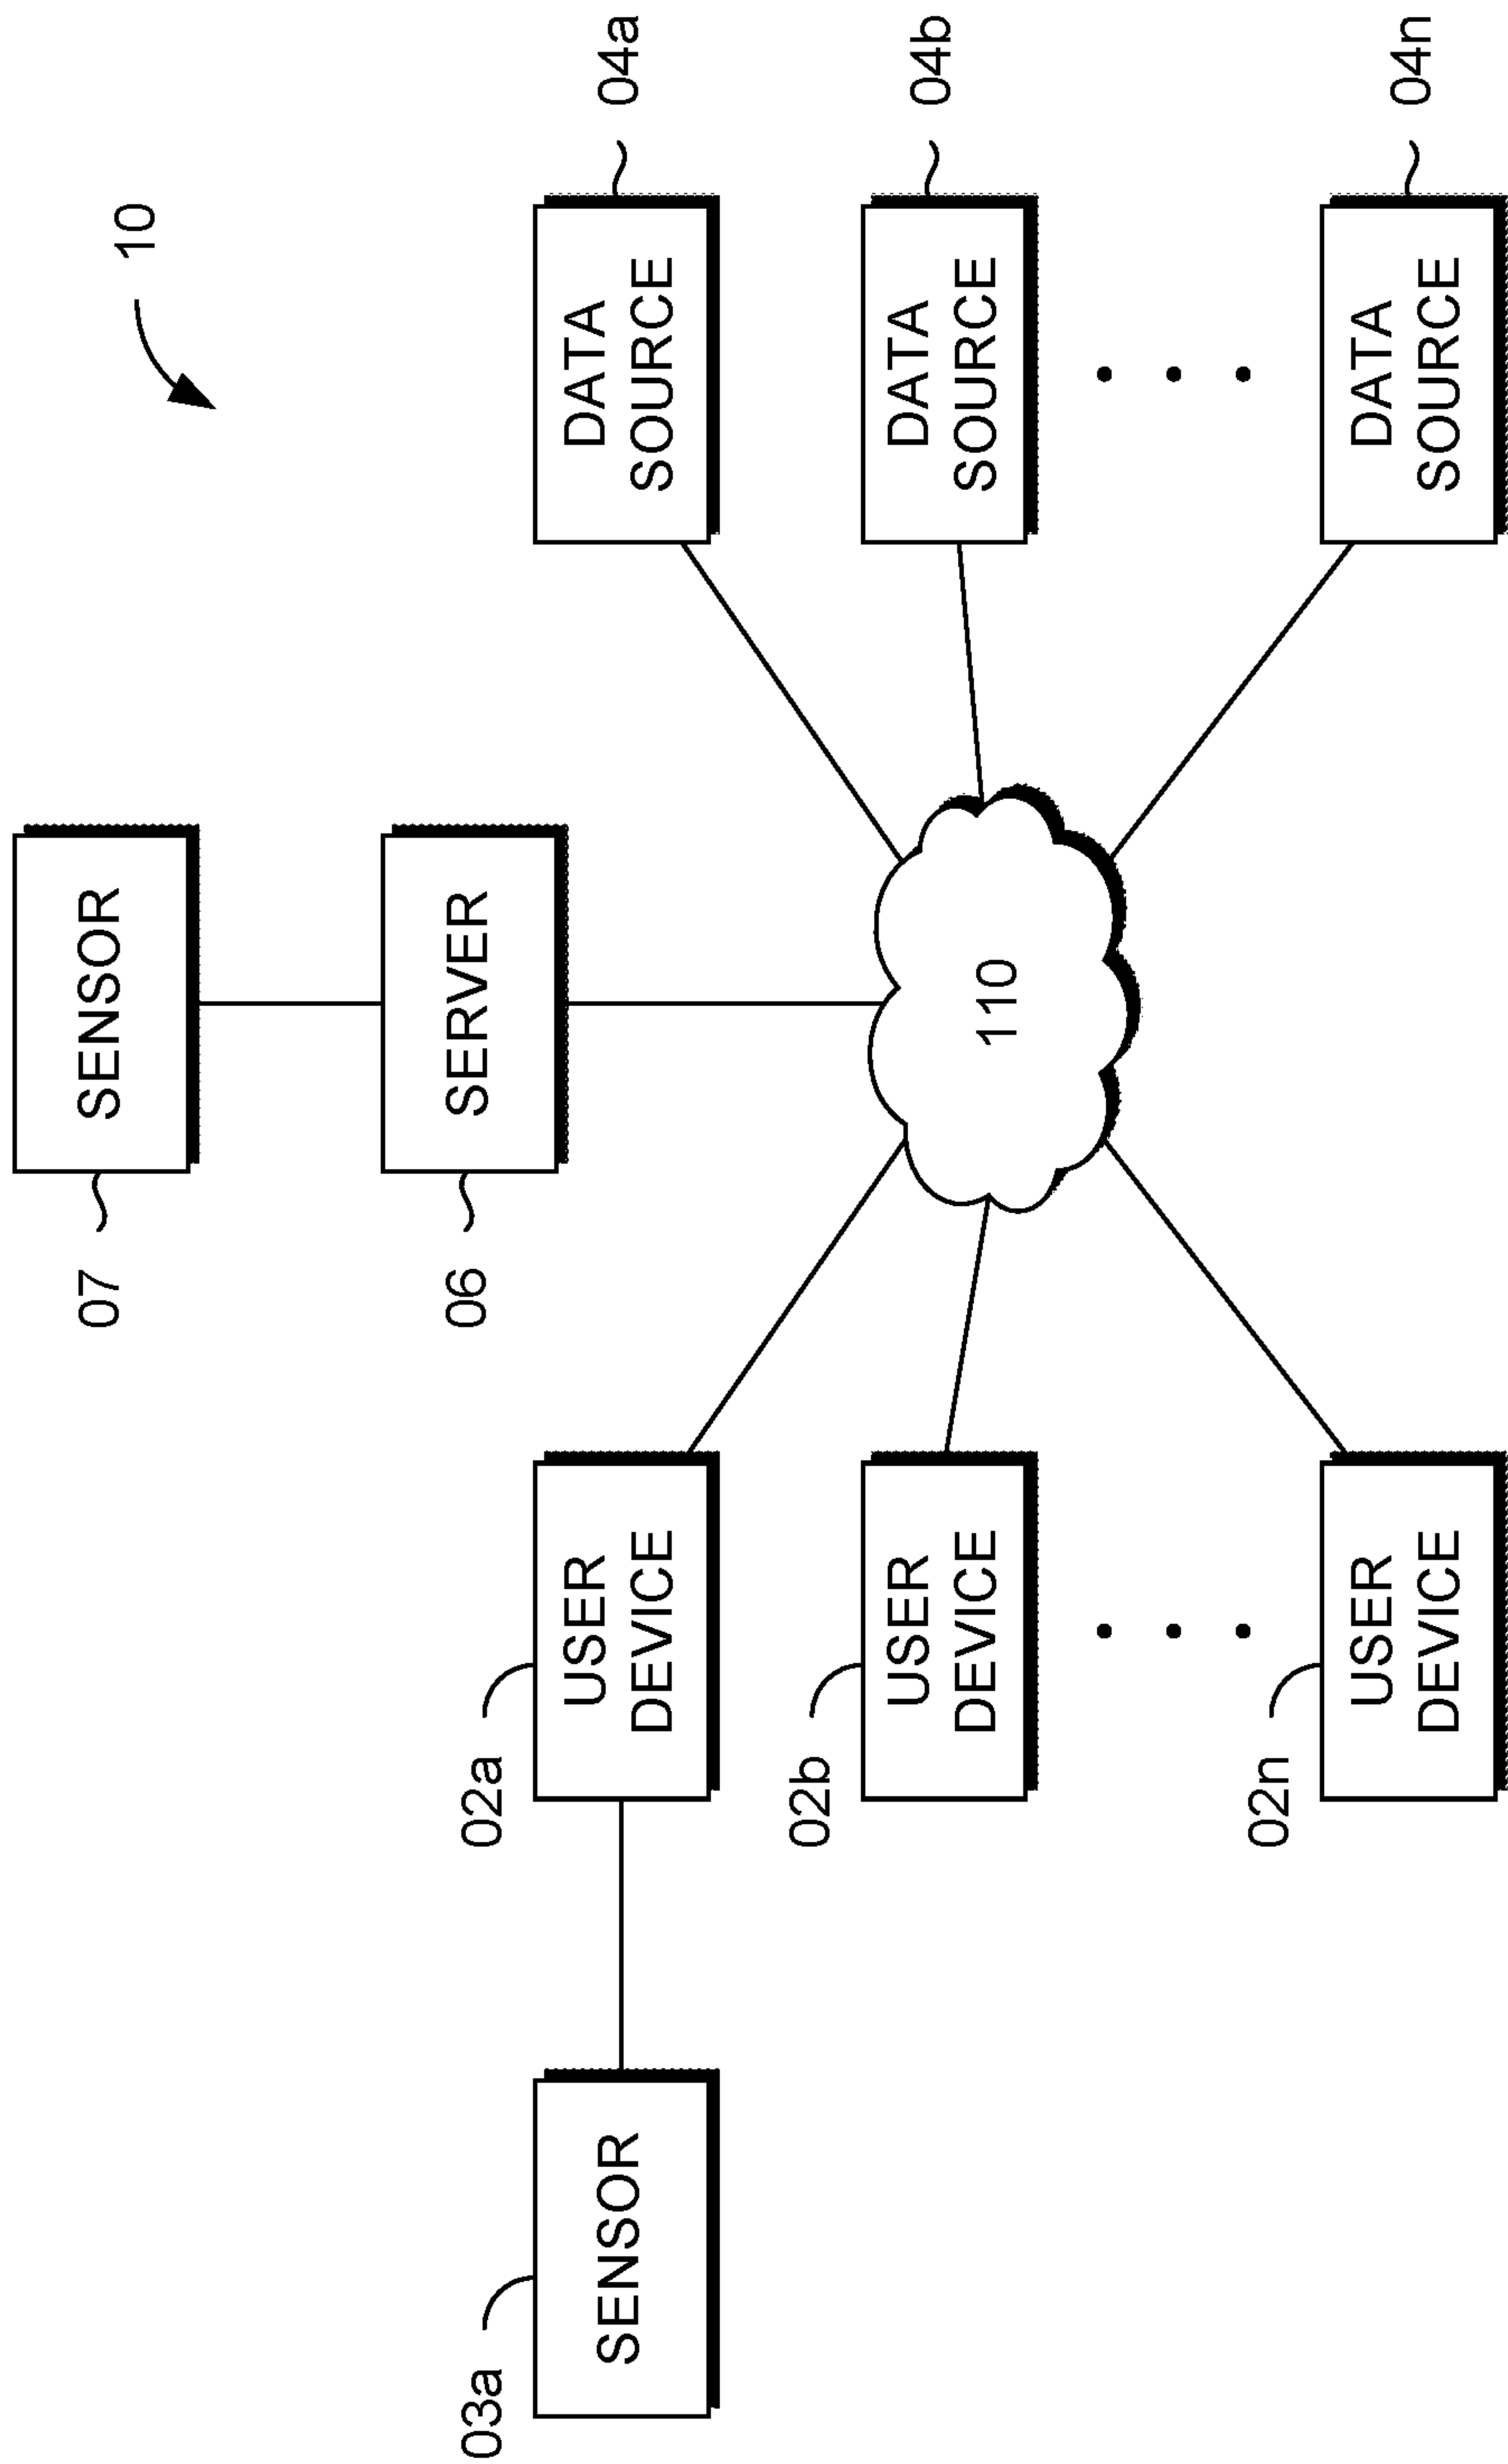 10
SENSOR
07
SERVER
06
03a
SENSOR
02a
USER
DEVICE
DATA
SOURCE
04a
02b
USER
DEVICE
DATA
SOURCE
04b
110
02n
USER
DEVICE
DATA
SOURCE
04n